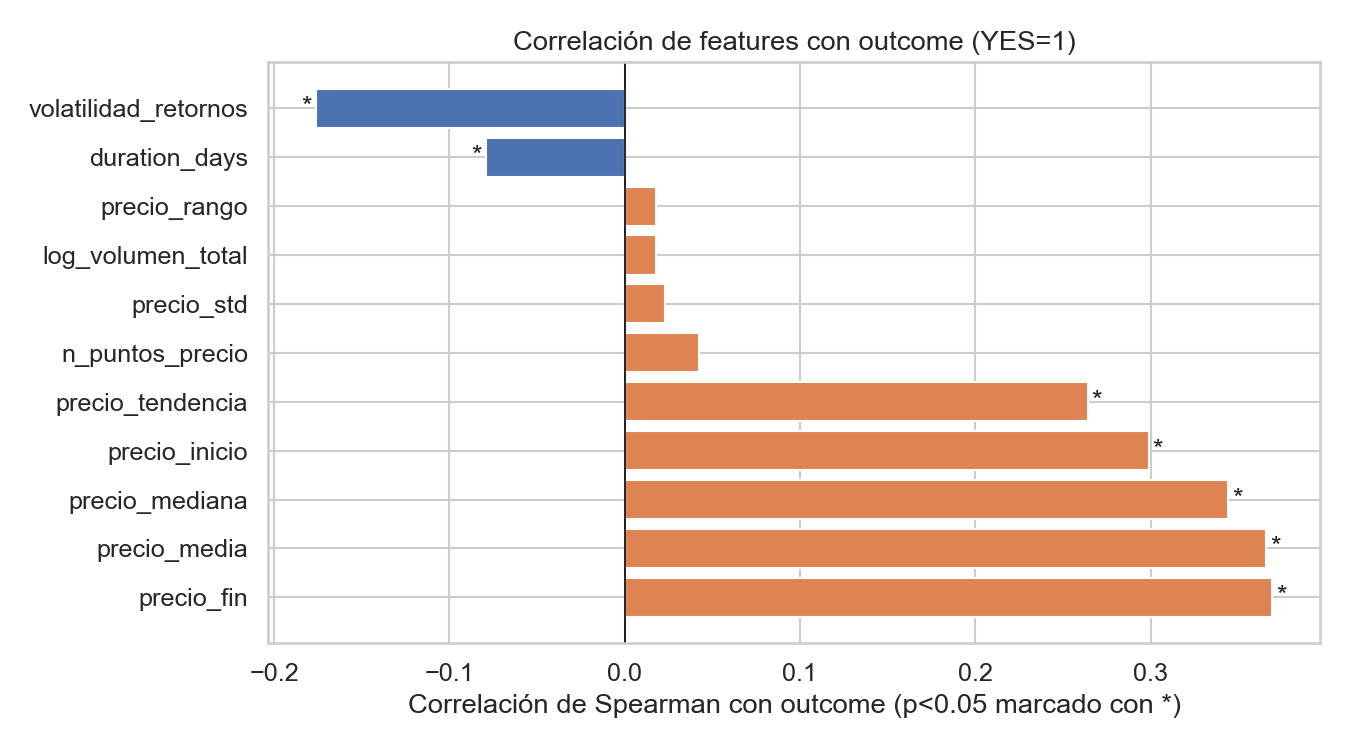 Correlación de features con outcome (YES=1)
volatilidad_retornos *
duration_days *
precio_rango
log_volumen_total
precio_std
n_puntos_precio
precio_tendencia *
precio_inicio *
precio_mediana *
precio_media *
precio_fin *
−0.2 −0.1 0.0 0.1 0.2 0.3
Correlación de Spearman con outcome (p<0.05 marcado con *)